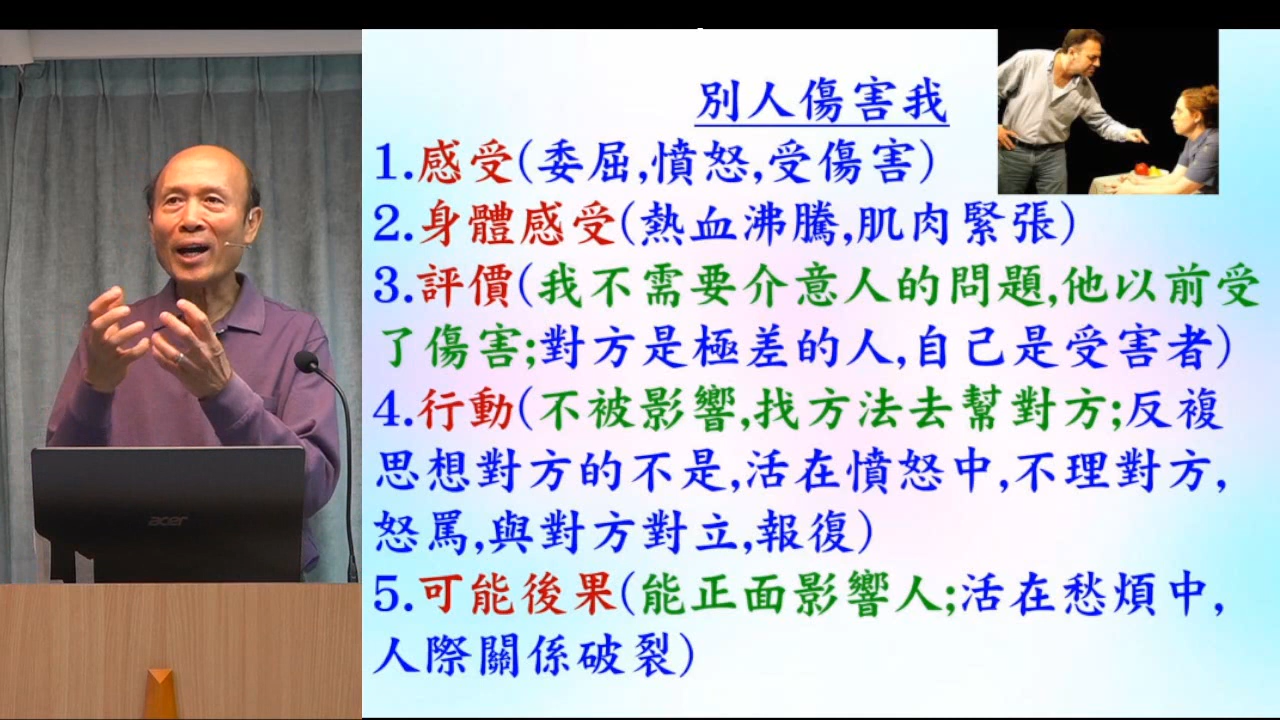 別人傷害我
1.感受(委屈,憤怒,受傷害)
2.身體感受(熱血沸騰,肌肉緊張)
3.評價(我不需要介意人的問題,他以前受
了傷害;對方是極差的人,自己是受害者)
4.行動(不被影響,找方法去幫對方;反複
思想對方的不是,活在憤怒中,不理對方,
怒罵,與對方對立,報復)
5.可能後果(能正面影響人;活在愁煩中,
人際關係破裂)
acer